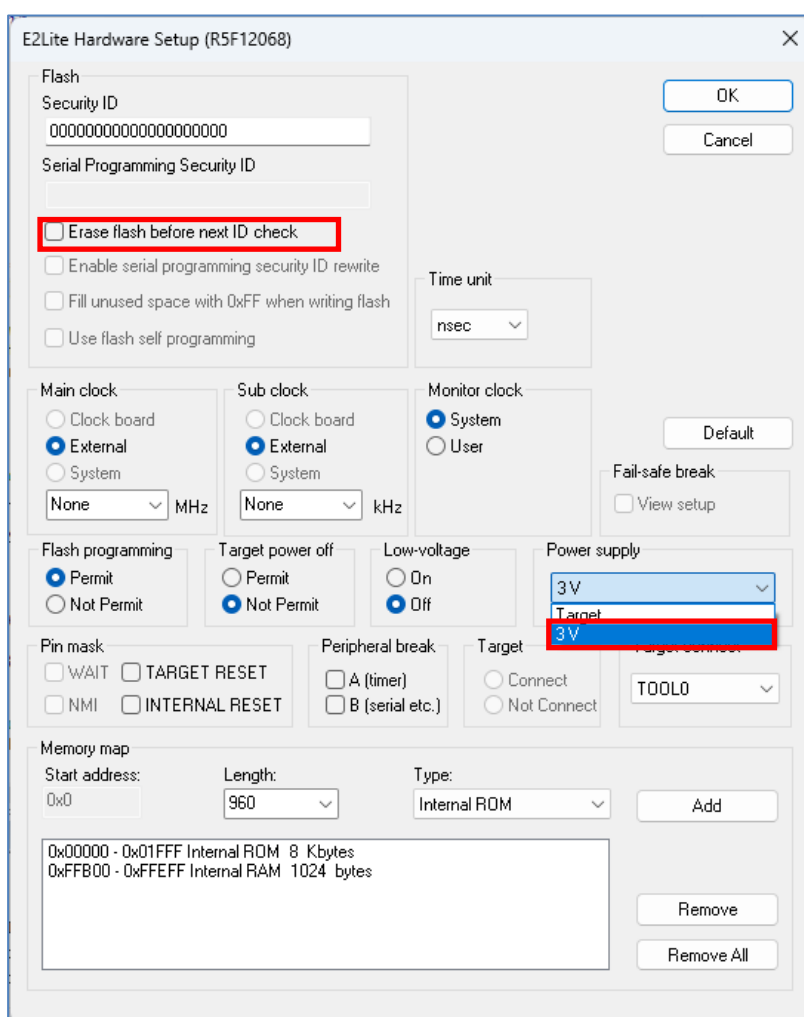 E2Lite Hardware Setup (R5F12068)
Flash
Security ID
00000000000000000000
Serial Programming Security ID
Erase flash before next ID check
Enable serial programming security ID rewrite
Fill unused space with 0xFF when writing flash
Use flash self programming
OK
Cancel
Time unit
nsec
Main clock
Clock board
External
System
None MHz
Sub clock
Clock board
External
System
None kHz
Monitor clock
System
User
Default
Fail-safe break
View setup
Flash programming
Permit
Not Permit
Target power off
Permit
Not Permit
Low-voltage
On
Off
Power supply
3 V
Target
3 V
Pin mask
WAIT TARGET RESET
NMI INTERNAL RESET
Peripheral break
A (timer)
B (serial etc.)
Target
Connect
Not Connect
Target connect
TOOL0
Memory map
Start address:
0x0
Length:
960
Type:
Internal ROM
Add
0x00000 - 0x01FFF Internal ROM 8 Kbytes
0xFFB00 - 0xFFEFF Internal RAM 1024 bytes
Remove
Remove All